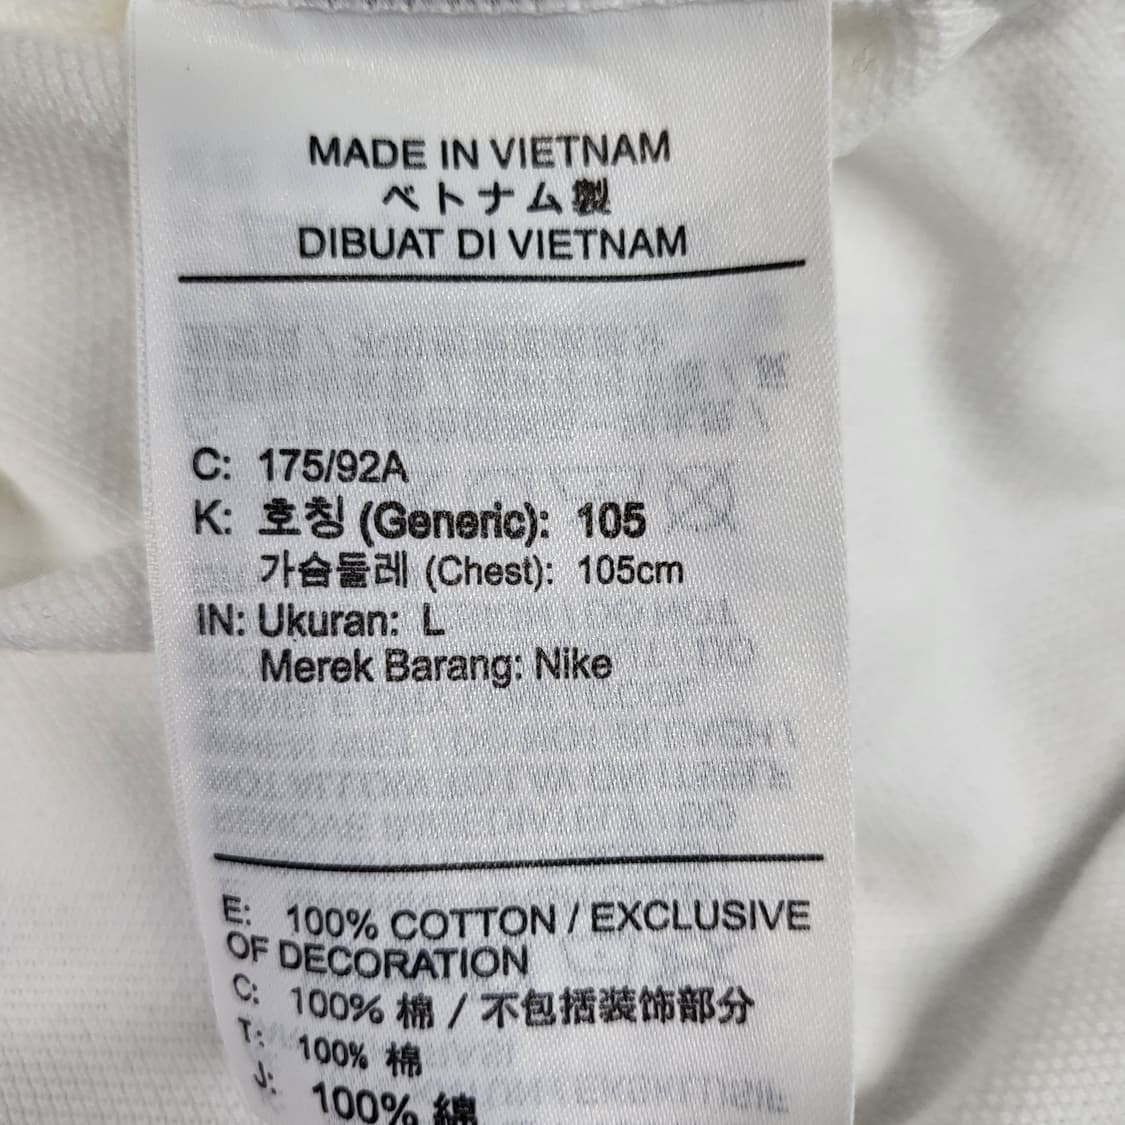 MADE IN VIETNAM
ベトナム製
DIBUAT DI VIETNAM
C: 175/92A
K: 호칭 (Generic): 105
가슴둘레 (Chest): 105cm
IN: Ukuran: L
Merek Barang: Nike
E: 100% COTTON / EXCLUSIVE
OF DECORATION
C: 100% 棉 / 不包括装饰部分
T: 100% 棉
J: 100% 綿